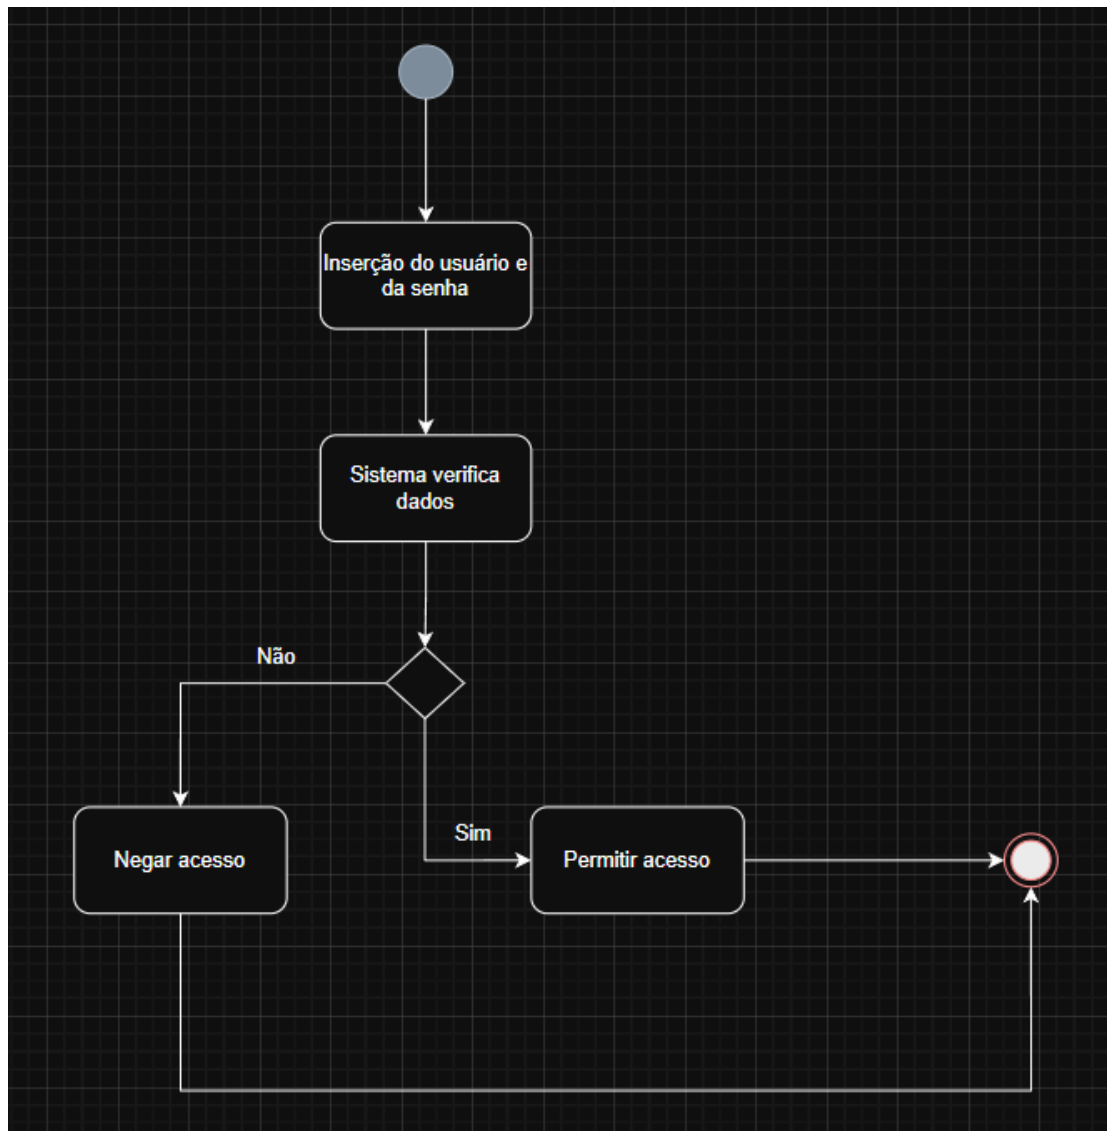 Inserção do usuário e
da senha
Sistema verifica
dados
Não
Sim
Negar acesso
Permitir acesso